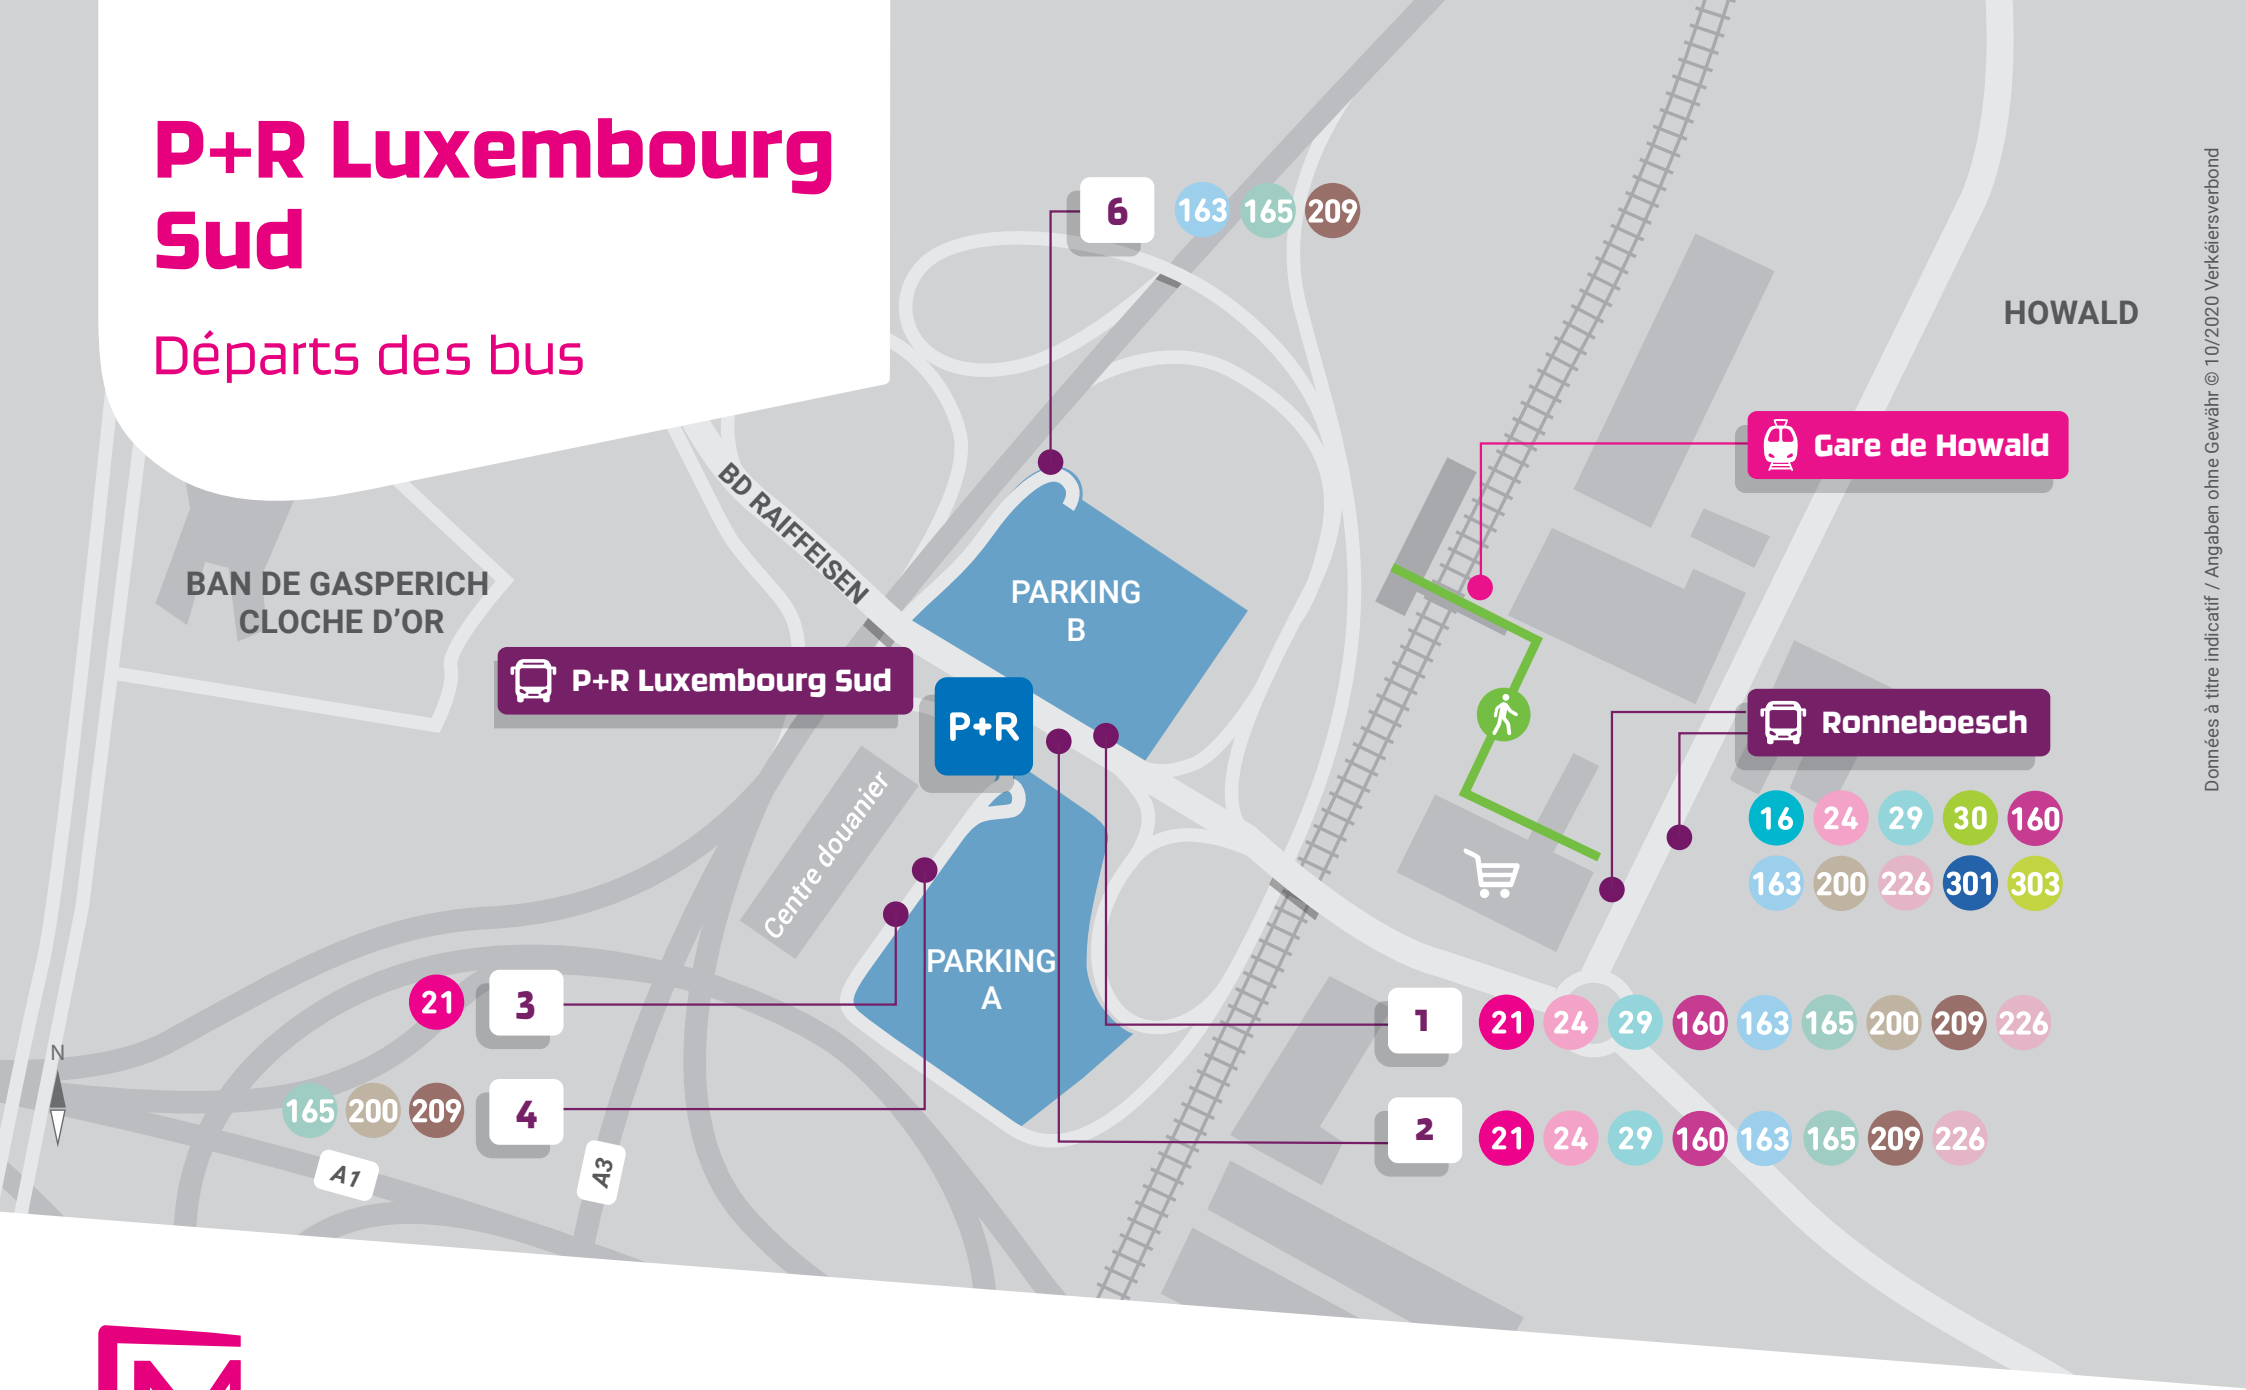 P+R Luxembourg
Sud
Départs des bus
6 163 165 209
HOWALD
Gare de Howald
BD RAIFFEISEN
BAN DE GASPERICH
CLOCHE D’OR
PARKING
B
P+R Luxembourg Sud
P+R
Ronneboesch
16 24 29 30 160
163 200 226 301 303
Centre douanier
PARKING
A
21 3
1 21 24 29 160 163 165 200 209 226
N
165 200 209 4
2 21 24 29 160 163 165 209 226
A1
A3
Données à titre indicatif / Angaben ohne Gewähr © 10/2020 Verkéiersverbond